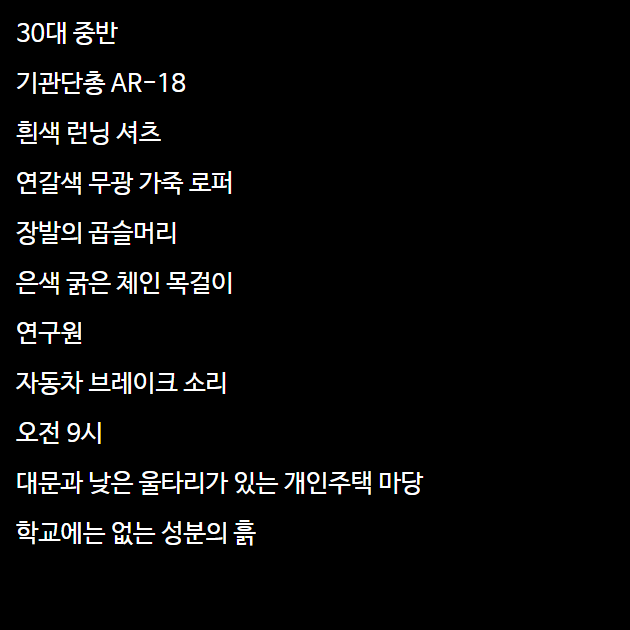 30대 중반
기관단총 AR-18
흰색 런닝 셔츠
연갈색 무광 가죽 로퍼
장발의 곱슬머리
은색 굵은 체인 목걸이
연구원
자동차 브레이크 소리
오전 9시
대문과 낮은 울타리가 있는 개인주택 마당
학교에는 없는 성분의 흙